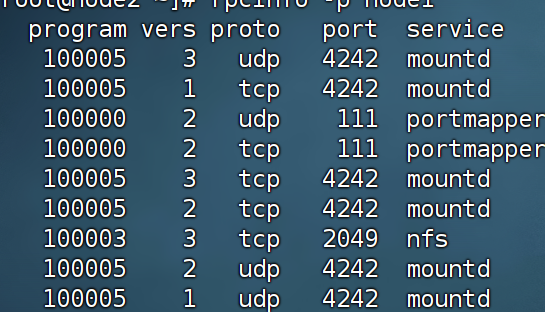 root@node2 ~]# rpcinfo -p node1
program vers proto port service
100005 3 udp 4242 mountd
100005 1 tcp 4242 mountd
100000 2 udp 111 portmapper
100000 2 tcp 111 portmapper
100005 3 tcp 4242 mountd
100005 2 tcp 4242 mountd
100003 3 tcp 2049 nfs
100005 2 udp 4242 mountd
100005 1 udp 4242 mountd